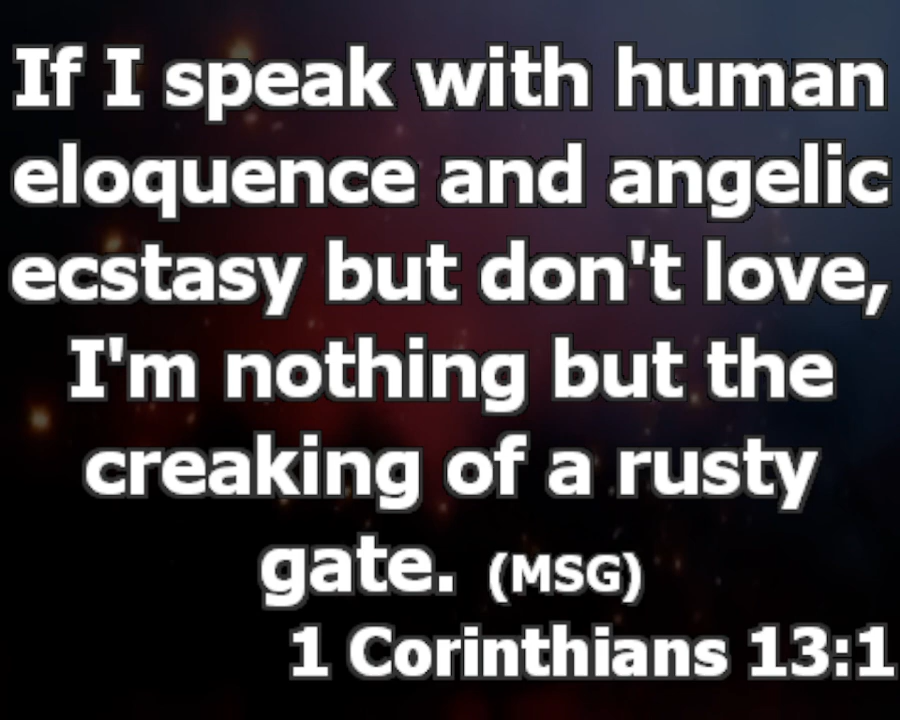 If I speak with human
eloquence and angelic
ecstasy but don't love,
I'm nothing but the
creaking of a rusty
gate. (MSG)
1 Corinthians 13:1